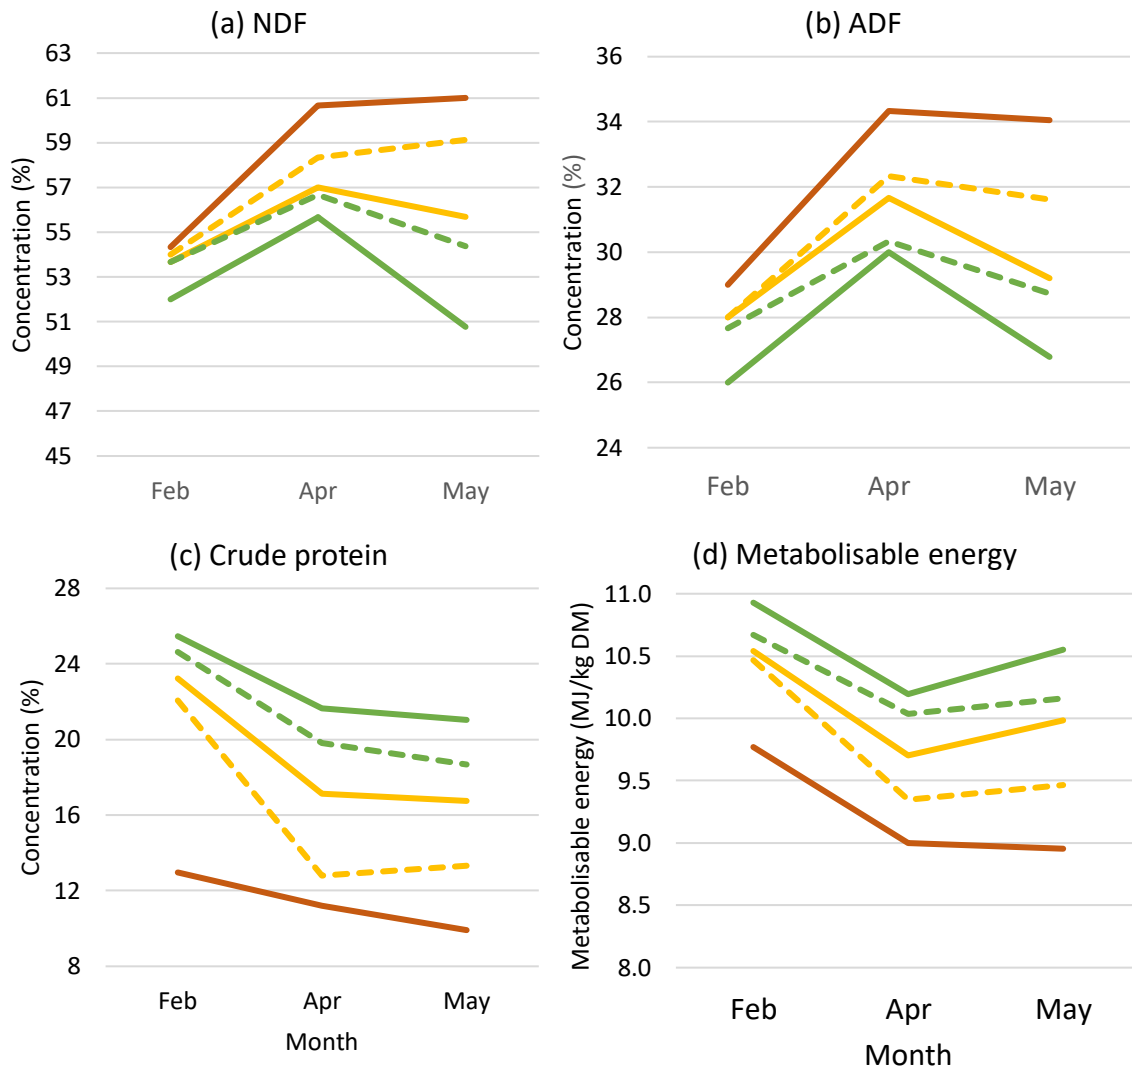 (a) NDF
Concentration (%)
63
61
59
57
55
53
51
49
47
45
Feb Apr May
(b) ADF
Concentration (%)
36
34
32
30
28
26
24
Feb Apr May
(c) Crude protein
Concentration (%)
28
24
20
16
12
8
Feb Apr May
Month
(d) Metabolisable energy
Metabolisable energy (MJ/kg DM)
11.0
10.5
10.0
9.5
9.0
8.5
8.0
Feb Apr May
Month